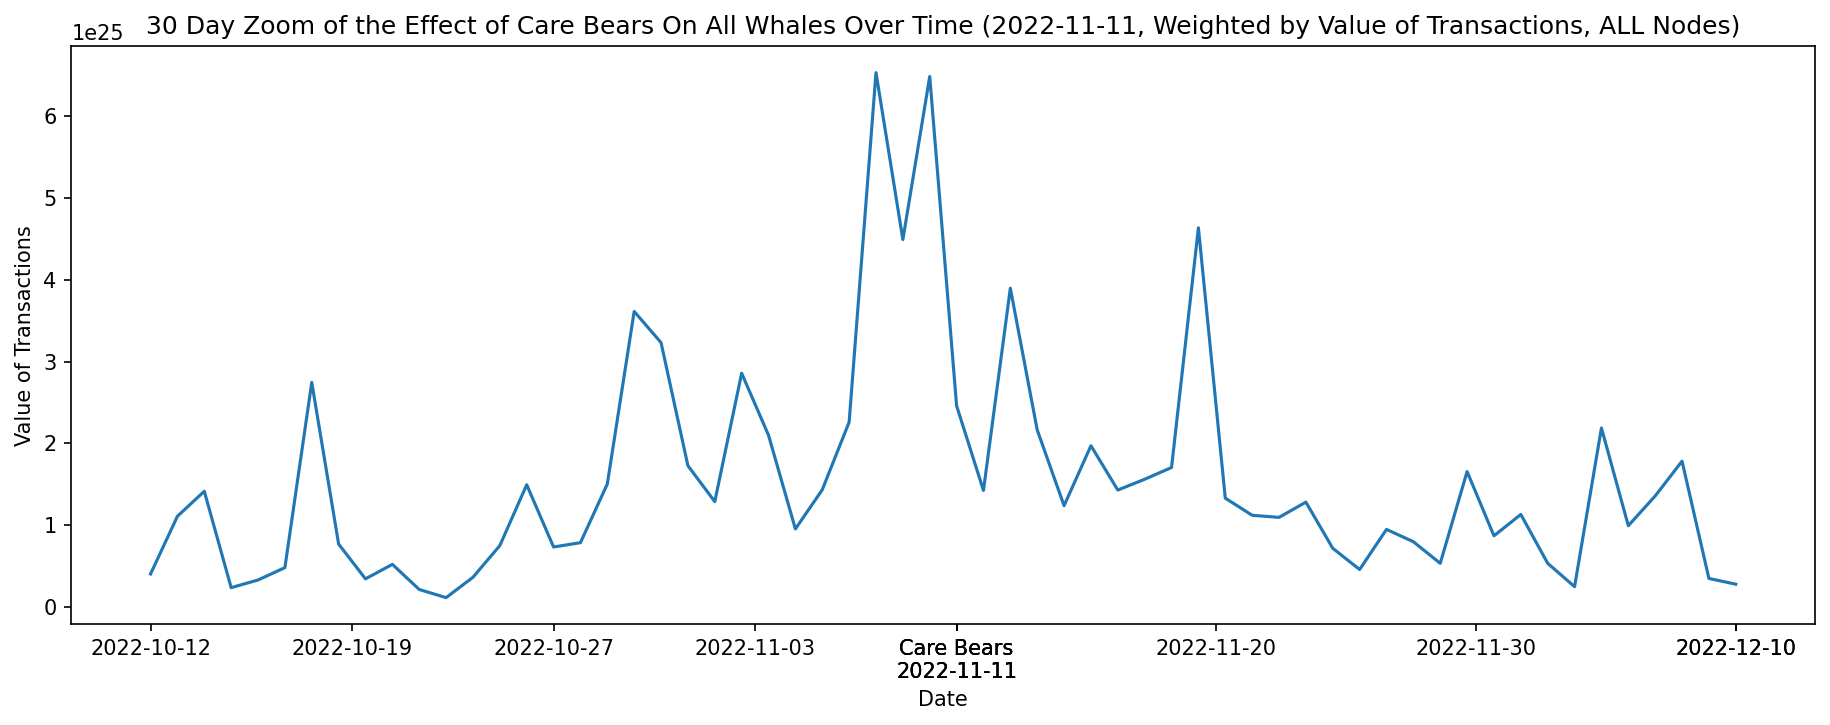 30 Day Zoom of the Effect of Care Bears On All Whales Over Time (2022-11-11, Weighted by Value of Transactions, ALL Nodes)
1e25
6
5
4
3
2
1
0
Value of Transactions
2022-10-12 2022-10-19 2022-10-27 2022-11-03 Care Bears 2022-11-20 2022-11-30 2022-12-10
2022-11-11
Date